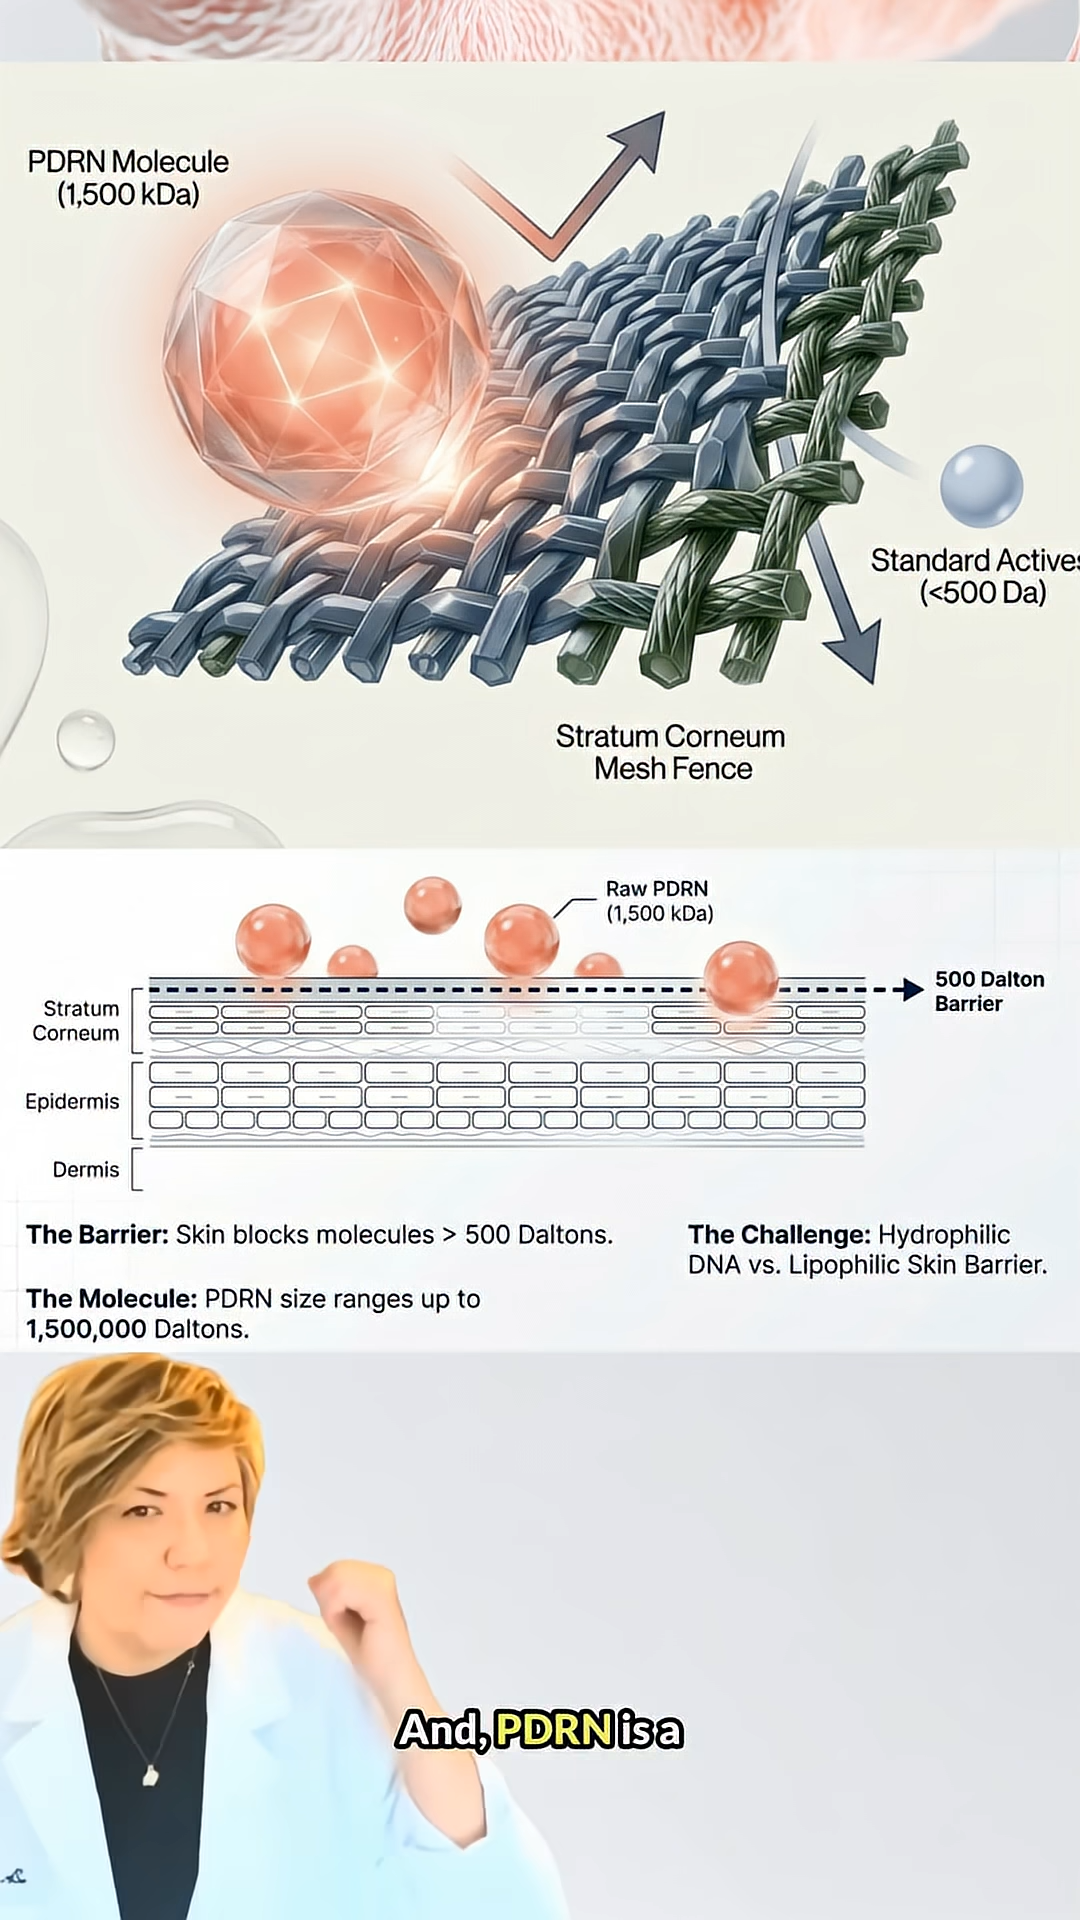 PDRN Molecule
(1,500 kDa)
Standard Actives
(<500 Da)
Stratum Corneum
Mesh Fence
Raw PDRN
(1,500 kDa)
500 Dalton
Barrier
Stratum
Corneum
Epidermis
Dermis
The Barrier: Skin blocks molecules > 500 Daltons.
The Molecule: PDRN size ranges up to
1,500,000 Daltons.
The Challenge: Hydrophilic
DNA vs. Lipophilic Skin Barrier.
And, PDRN is a